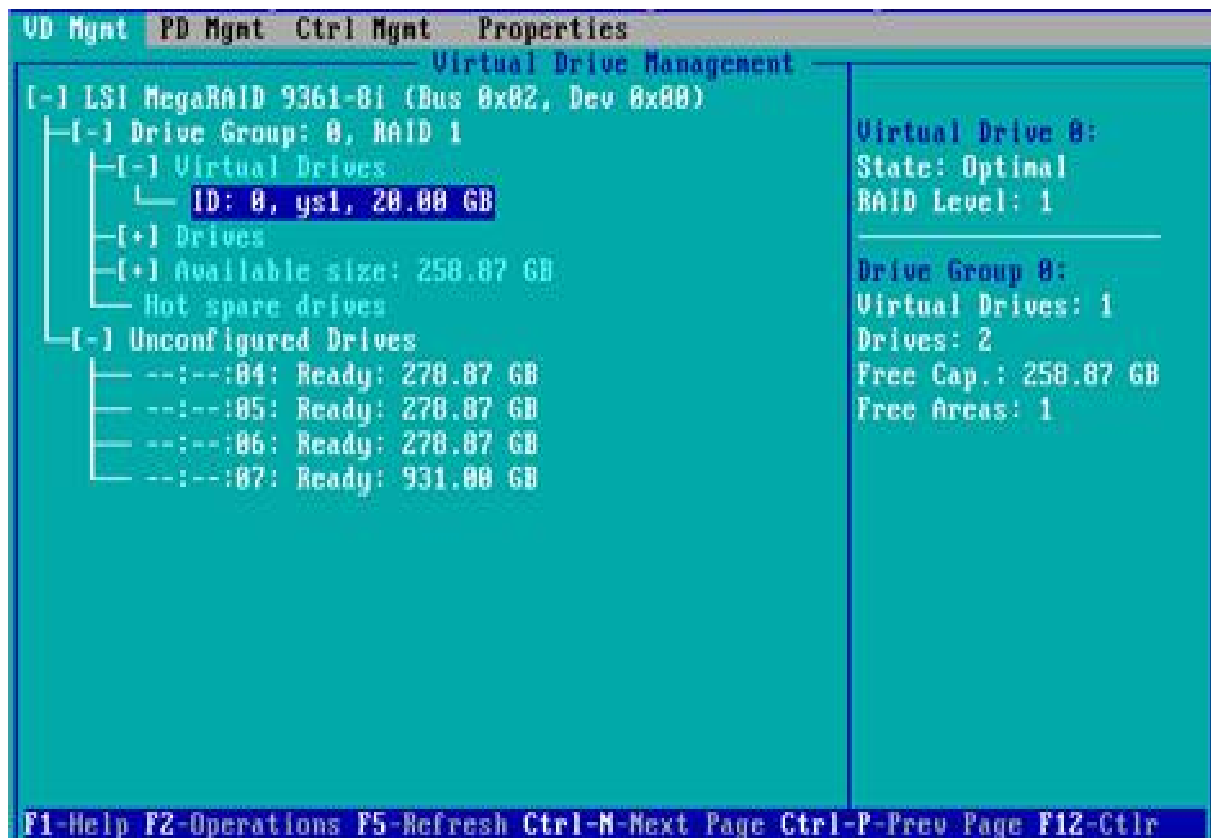 VD Mgmt PD Mgmt Ctrl Mgmt Properties
Virtual Drive Management
[-] LSI MegaRAID 9361-8i (Bus 0x02, Dev 0x00)
[-] Drive Group: 0, RAID 1
[-] Virtual Drives
ID: 0, ys1, 20.00 GB
[+] Drives
[+] Available size: 258.87 GB
Hot spare drives
[-] Unconfigured Drives
--:--:04: Ready: 278.87 GB
--:--:05: Ready: 278.87 GB
--:--:06: Ready: 278.87 GB
--:--:07: Ready: 931.00 GB
Virtual Drive 0:
State: Optimal
RAID Level: 1
Drive Group 0:
Virtual Drives: 1
Drives: 2
Free Cap.: 258.87 GB
Free Areas: 1
F1-Help F2-Operations F5-Refresh Ctrl-N-Next Page Ctrl-P-Prev Page F12-Ctlr